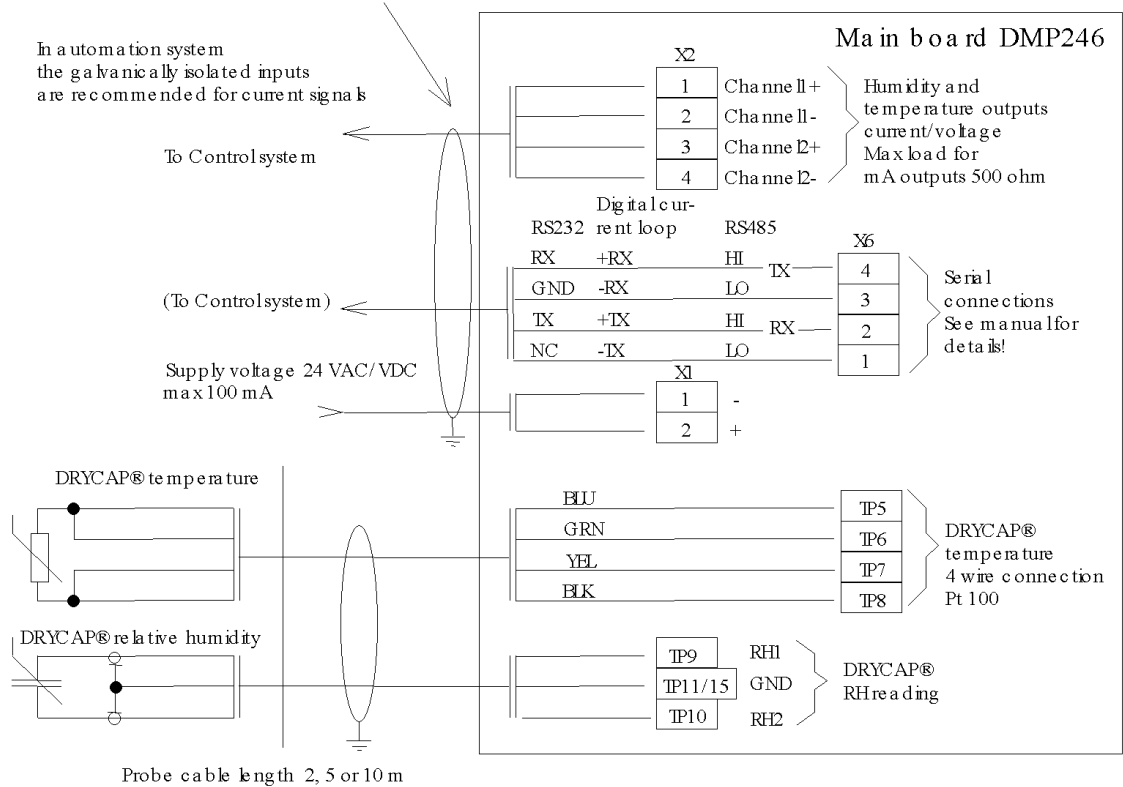 Main board DMP246
In automation system
the galvanically isolated inputs
are recommended for current signals
To Control system
X2
1 Channel1+
2 Channel1-
3 Channel2+
4 Channel2-
Humidity and
temperature outputs
current/voltage
Max load for
mA outputs 500 ohm
Digital cur-
RS232 rent loop RS485
X6
RX +RX HI TX 4
GND -RX LO 3
TX +TX HI RX 2
NC -TX LO 1
Serial
connections
See manual for
details!
(To Control system)
Supply voltage 24 VAC/VDC
max 100 mA
X1
1 -
2 +
DRYCAP® temperature
BLU TP5
GRN TP6
YEL TP7
BLK TP8
DRYCAP®
temperature
4 wire connection
Pt 100
DRYCAP® relative humidity
TP9 RH1
TP11/15 GND
TP10 RH2
DRYCAP®
RH reading
Probe cable length 2, 5 or 10 m